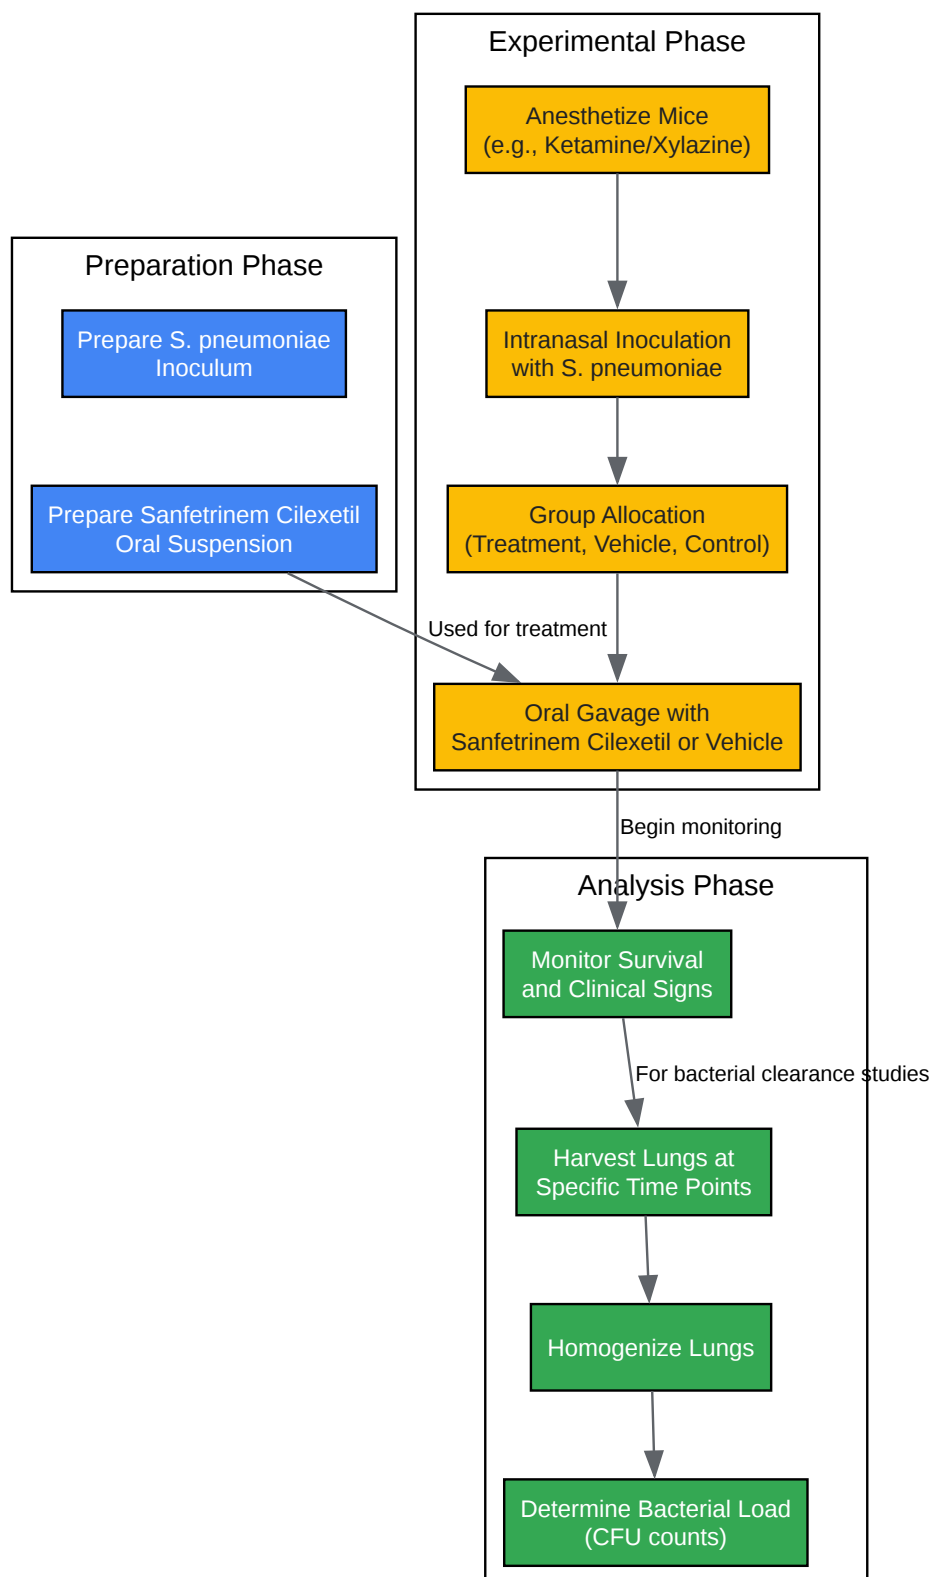 Experimental Phase
Anesthetize Mice
(e.g., Ketamine/Xylazine)
Preparation Phase
Prepare S. pneumoniae
Inoculum
Intranasal Inoculation
with S. pneumoniae
Prepare Sanfetrinem Cilexetil
Oral Suspension
Group Allocation
(Treatment, Vehicle, Control)
Used for treatment
Oral Gavage with
Sanfetrinem Cilexetil or Vehicle
Begin monitoring
Analysis Phase
Monitor Survival
and Clinical Signs
For bacterial clearance studies
Harvest Lungs at
Specific Time Points
Homogenize Lungs
Determine Bacterial Load
(CFU counts)